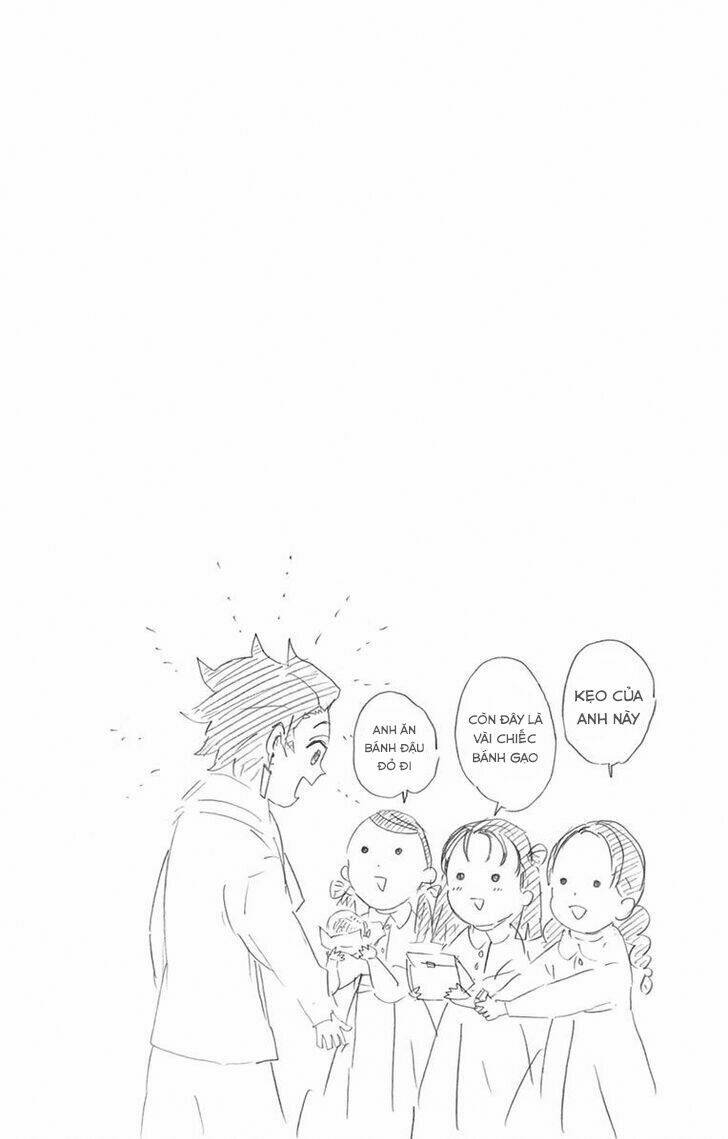 KẸO CỦA
ANH NÀY
CÒN ĐÂY LÀ
VÀI CHIẾC
BÁNH GẠO
ANH ĂN
BÁNH ĐẬU
ĐỎ ĐI